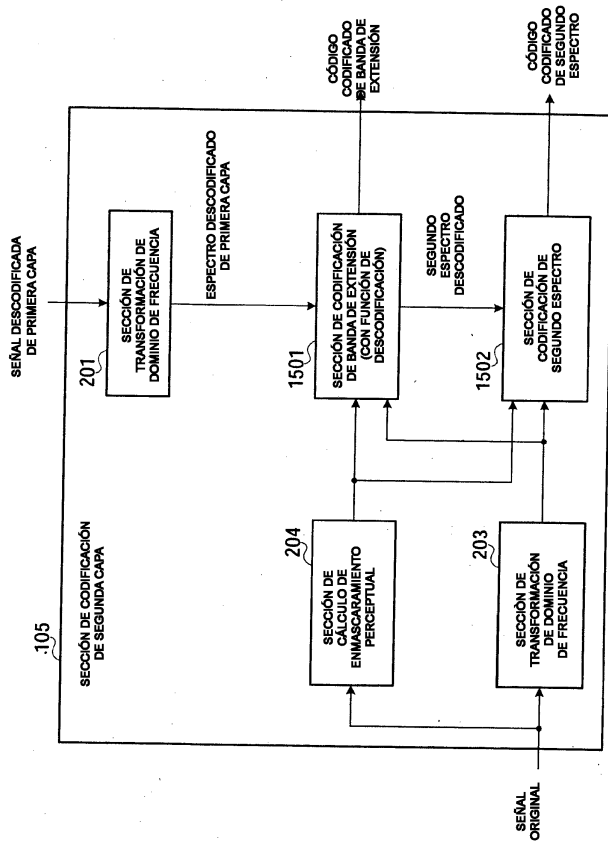 105
SECCIÓN DE CODIFICACIÓN
DE SEGUNDA CAPA
SEÑAL DESCODIFICADA
DE PRIMERA CAPA
201
SECCIÓN DE
TRANSFORMACIÓN DE
DOMINIO DE FRECUENCIA
ESPECTRO DESCODIFICADO
DE PRIMERA CAPA
204
SECCIÓN DE
CÁLCULO DE
ENMASCARAMIENTO
PERCEPTUAL
1501
SECCIÓN DE CODIFICACIÓN
DE BANDA DE EXTENSIÓN
(CON FUNCIÓN DE
DESCODIFICACIÓN)
CÓDIGO
CODIFICADO
DE BANDA DE
EXTENSIÓN
SEGUNDO
ESPECTRO
DESCODIFICADO
SEÑAL
ORIGINAL
203
SECCIÓN DE
TRANSFORMACIÓN
DE DOMINIO
DE FRECUENCIA
1502
SECCIÓN DE
CODIFICACIÓN DE
SEGUNDO ESPECTRO
CÓDIGO
CODIFICADO
DE SEGUNDO
ESPECTRO